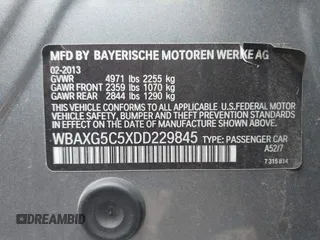 MFD BY BAYERISCHE MOTOREN WERKE AG
02-2013
GVWR 4971 lbs 2255 kg
GAWR FRONT 2359 lbs 1070 kg
GAWR REAR 2844 lbs 1290 kg
THIS VEHICLE CONFORMS TO ALL APPLICABLE U.S. FEDERAL
MOTOR VEHICLE SAFETY, BUMPER AND THEFT PREVENTION
STANDARDS IN EFFECT ON THE DATE OF MANUFACTURE SHOWN ABOVE.
WBAXG5C5XDD229845 TYPE: PASSENGER CAR
A52/7
7 315 814
DREAMBID